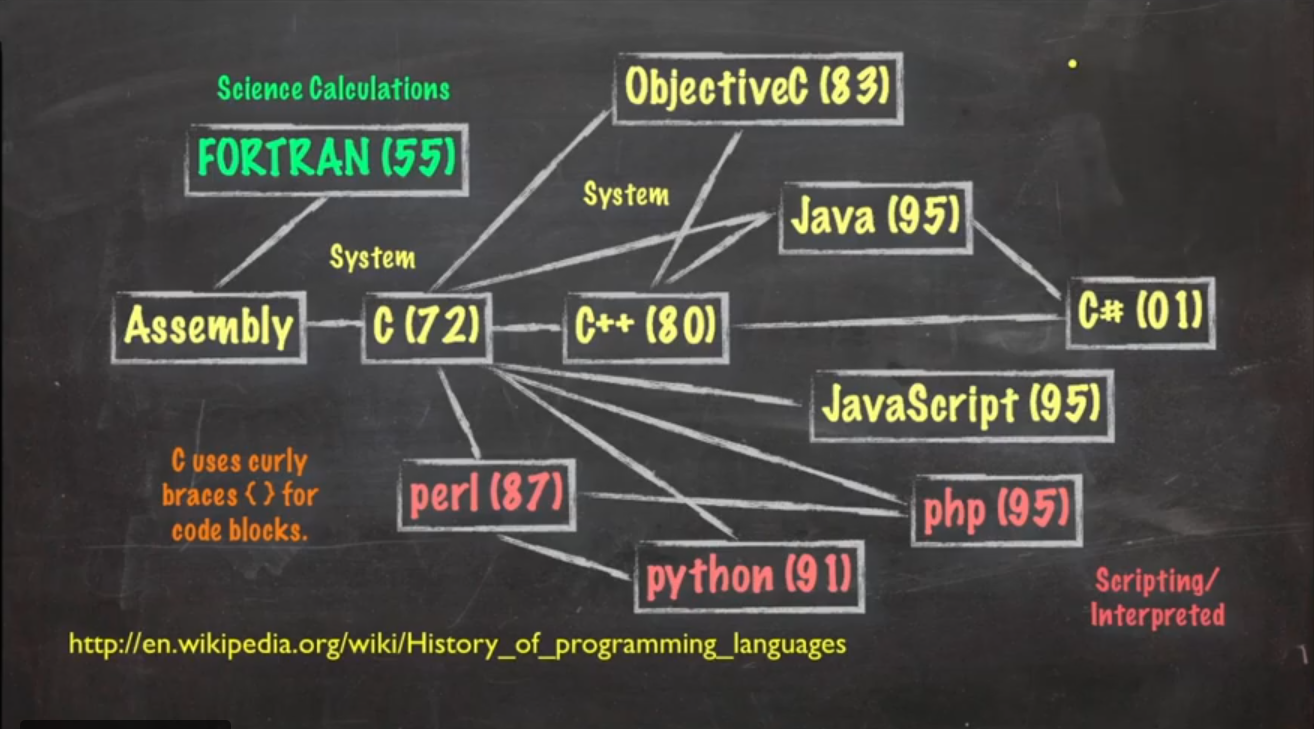 ObjectiveC (83)
Science Calculations
FORTRAN (55)
System
Java (95)
System
Assembly
C (72)
C++ (80)
C# (01)
JavaScript (95)
C uses curly
braces { } for
code blocks.
perl (87)
php (95)
python (91)
Scripting/
Interpreted
http://en.wikipedia.org/wiki/History_of_programming_languages